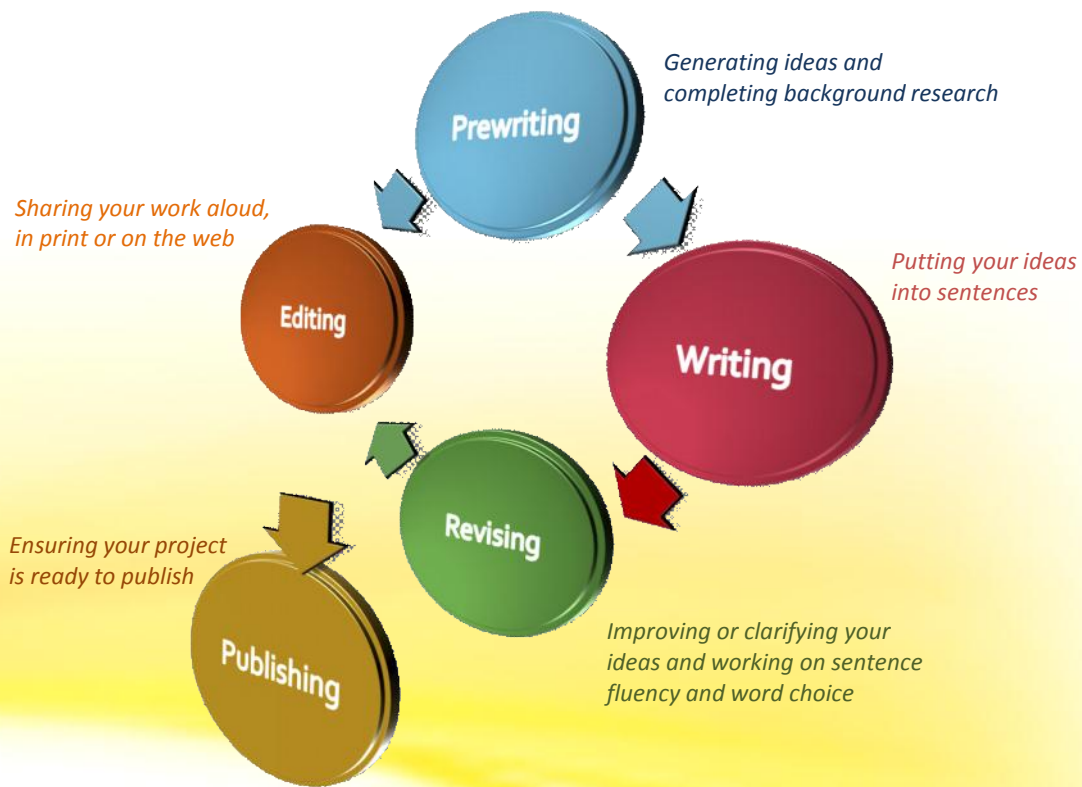 Generating ideas and
completing background research
Prewriting
Sharing your work aloud,
in print or on the web
Editing
Putting your ideas
into sentences
Writing
Revising
Ensuring your project
is ready to publish
Improving or clarifying your
ideas and working on sentence
fluency and word choice
Publishing